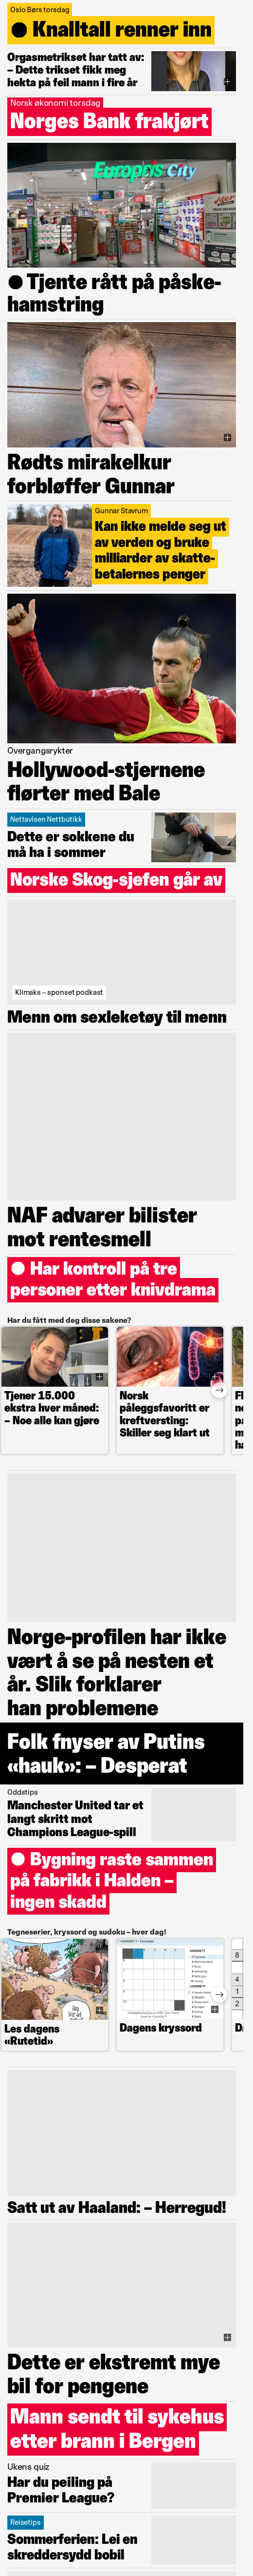 Oslo Børs torsdag
● Knalltall renner inn
Orgasmetrikset har tatt av:
– Dette trikset fikk meg
hekta på feil mann i fire år
Norsk økonomi torsdag
Norges Bank frakjørt
Europris City
● Tjente rått på påske-
hamstring
Rødts mirakelkur
forbløffer Gunnar
Gunnar Stavrum
Kan ikke melde seg ut
av verden og bruke
milliarder av skatte-
betalernes penger
Overgangsrykter
Hollywood-stjernene
flørter med Bale
Nettavisen Nettbutikk
Dette er sokkene du
må ha i sommer
Norske Skog-sjefen går av
Klimaks – sponset podkast
Menn om sexleketøy til menn
NAF advarer bilister
mot rentesmell
● Har kontroll på tre
personer etter knivdrama
Har du fått med deg disse sakene?
Tjener 15.000
ekstra hver måned:
– Noe alle kan gjøre
Norsk
påleggsfavoritt er
kreftversting:
Skiller seg klart ut
Norge-profilen har ikke
vært å se på nesten et
år. Slik forklarer
han problemene
Folk fnyser av Putins
«hauk»: – Desperat
Oddstips
Manchester United tar et
langt skritt mot
Champions League-spill
● Bygning raste sammen
på fabrikk i Halden –
ingen skadd
Tegneserier, kryssord og sudoku – hver dag!
Les dagens
«Rutetid»
Dagens kryssord
8
4
1
2
Satt ut av Haaland: – Herregud!
Dette er ekstremt mye
bil for pengene
Mann sendt til sykehus
etter brann i Bergen
Ukens quiz
Har du peiling på
Premier League?
Reisetips
Sommerferien: Lei en
skreddersydd bobil